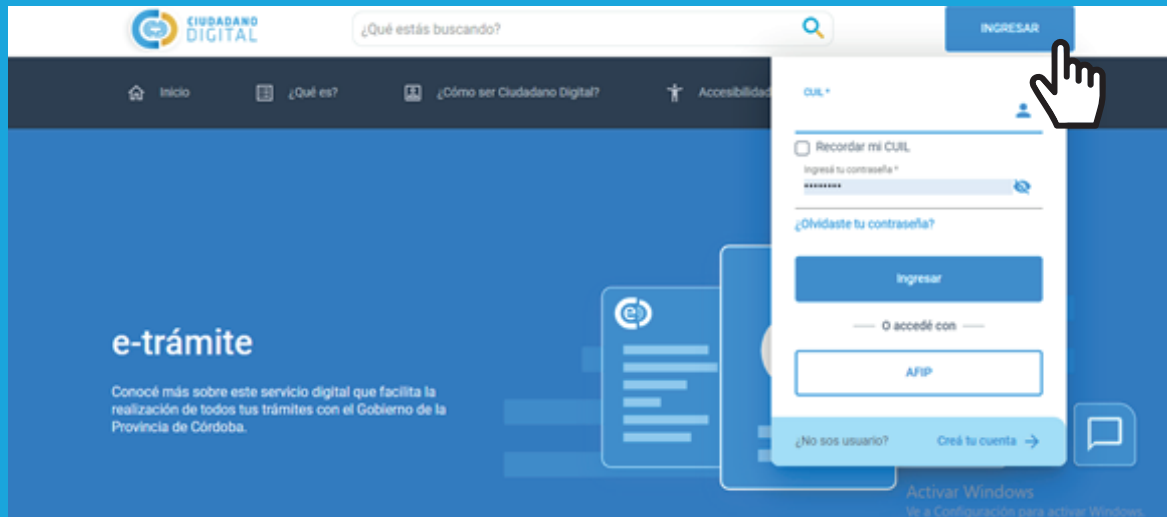 CIUDADANO
DIGITAL
¿Qué estás buscando?
INGRESAR
Inicio
¿Qué es?
¿Cómo ser Ciudadano Digital?
Accesibilidad
CUIL *
Recordar mi CUIL
Ingresá tu contraseña *
¿Olvidaste tu contraseña?
Ingresar
O accedé con
AFIP
¿No sos usuario?
Creá tu cuenta →
e-trámite
Conocé más sobre este servicio digital que facilita la
realización de todos tus trámites con el Gobierno de la
Provincia de Córdoba.
Activar Windows
Ve a Configuración para activar Windows.